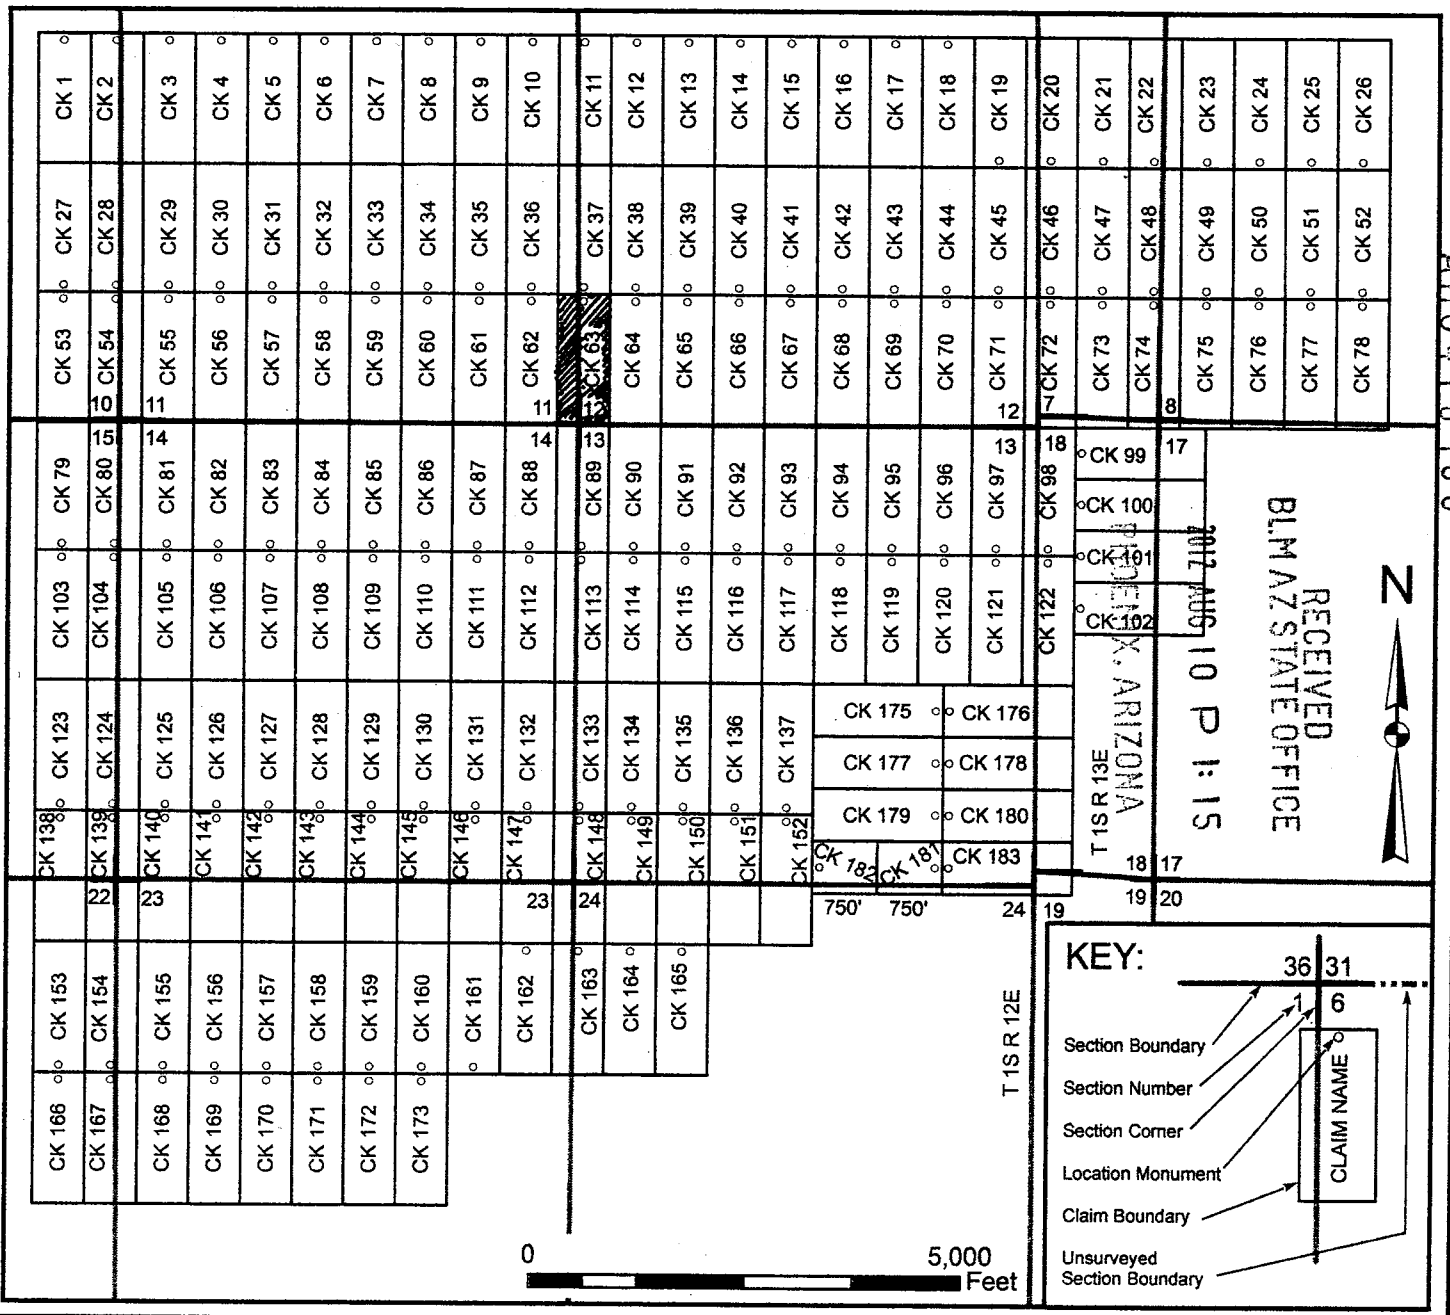 CK 1 CK 2 CK 3 CK 4 CK 5 CK 6 CK 7 CK 8 CK 9 CK 10 CK 11 CK 12 CK 13 CK 14 CK 15 CK 16 CK 17 CK 18 CK 19 CK 20 CK 21 CK 22 CK 23 CK 24 CK 25 CK 26
CK 27 CK 28 CK 29 CK 30 CK 31 CK 32 CK 33 CK 34 CK 35 CK 36 CK 37 CK 38 CK 39 CK 40 CK 41 CK 42 CK 43 CK 44 CK 45 CK 46 CK 47 CK 48 CK 49 CK 50 CK 51 CK 52
CK 53 CK 54 CK 55 CK 56 CK 57 CK 58 CK 59 CK 60 CK 61 CK 62 CK 63 CK 64 CK 65 CK 66 CK 67 CK 68 CK 69 CK 70 CK 71 CK 72 CK 73 CK 74 CK 75 CK 76 CK 77 CK 78
10 11 11 12 12 7 8
15 14 14 13 13 18 17
CK 79 CK 80 CK 81 CK 82 CK 83 CK 84 CK 85 CK 86 CK 87 CK 88 CK 89 CK 90 CK 91 CK 92 CK 93 CK 94 CK 95 CK 96 CK 97 CK 98
CK 99
CK 100
CK 101
CK 102
CK 103 CK 104 CK 105 CK 106 CK 107 CK 108 CK 109 CK 110 CK 111 CK 112 CK 113 CK 114 CK 115 CK 116 CK 117 CK 118 CK 119 CK 120 CK 121 CK 122
RECEIVED
BLM AZ STATE OFFICE
2012 AUG 10 P 1:15
PHOENIX, ARIZONA
N
CK 123 CK 124 CK 125 CK 126 CK 127 CK 128 CK 129 CK 130 CK 131 CK 132 CK 133 CK 134 CK 135 CK 136 CK 137
CK 175 CK 176
CK 177 CK 178
CK 179 CK 180
CK 182 CK 181 CK 183
T 1S R 13E
CK 138 CK 139 CK 140 CK 141 CK 142 CK 143 CK 144 CK 145 CK 146 CK 147 CK 148 CK 149 CK 150 CK 151 CK 152
18 17
22 23 23 24 750' 750' 24 19 19 20
CK 153 CK 154 CK 155 CK 156 CK 157 CK 158 CK 159 CK 160 CK 161 CK 162 CK 163 CK 164 CK 165
T 1S R 12E
CK 166 CK 167 CK 168 CK 169 CK 170 CK 171 CK 172 CK 173
0 5,000
Feet
KEY:
36 31
1 6
Section Boundary
Section Number
Section Corner
Location Monument
Claim Boundary
Unsurveyed
Section Boundary
CLAIM NAME